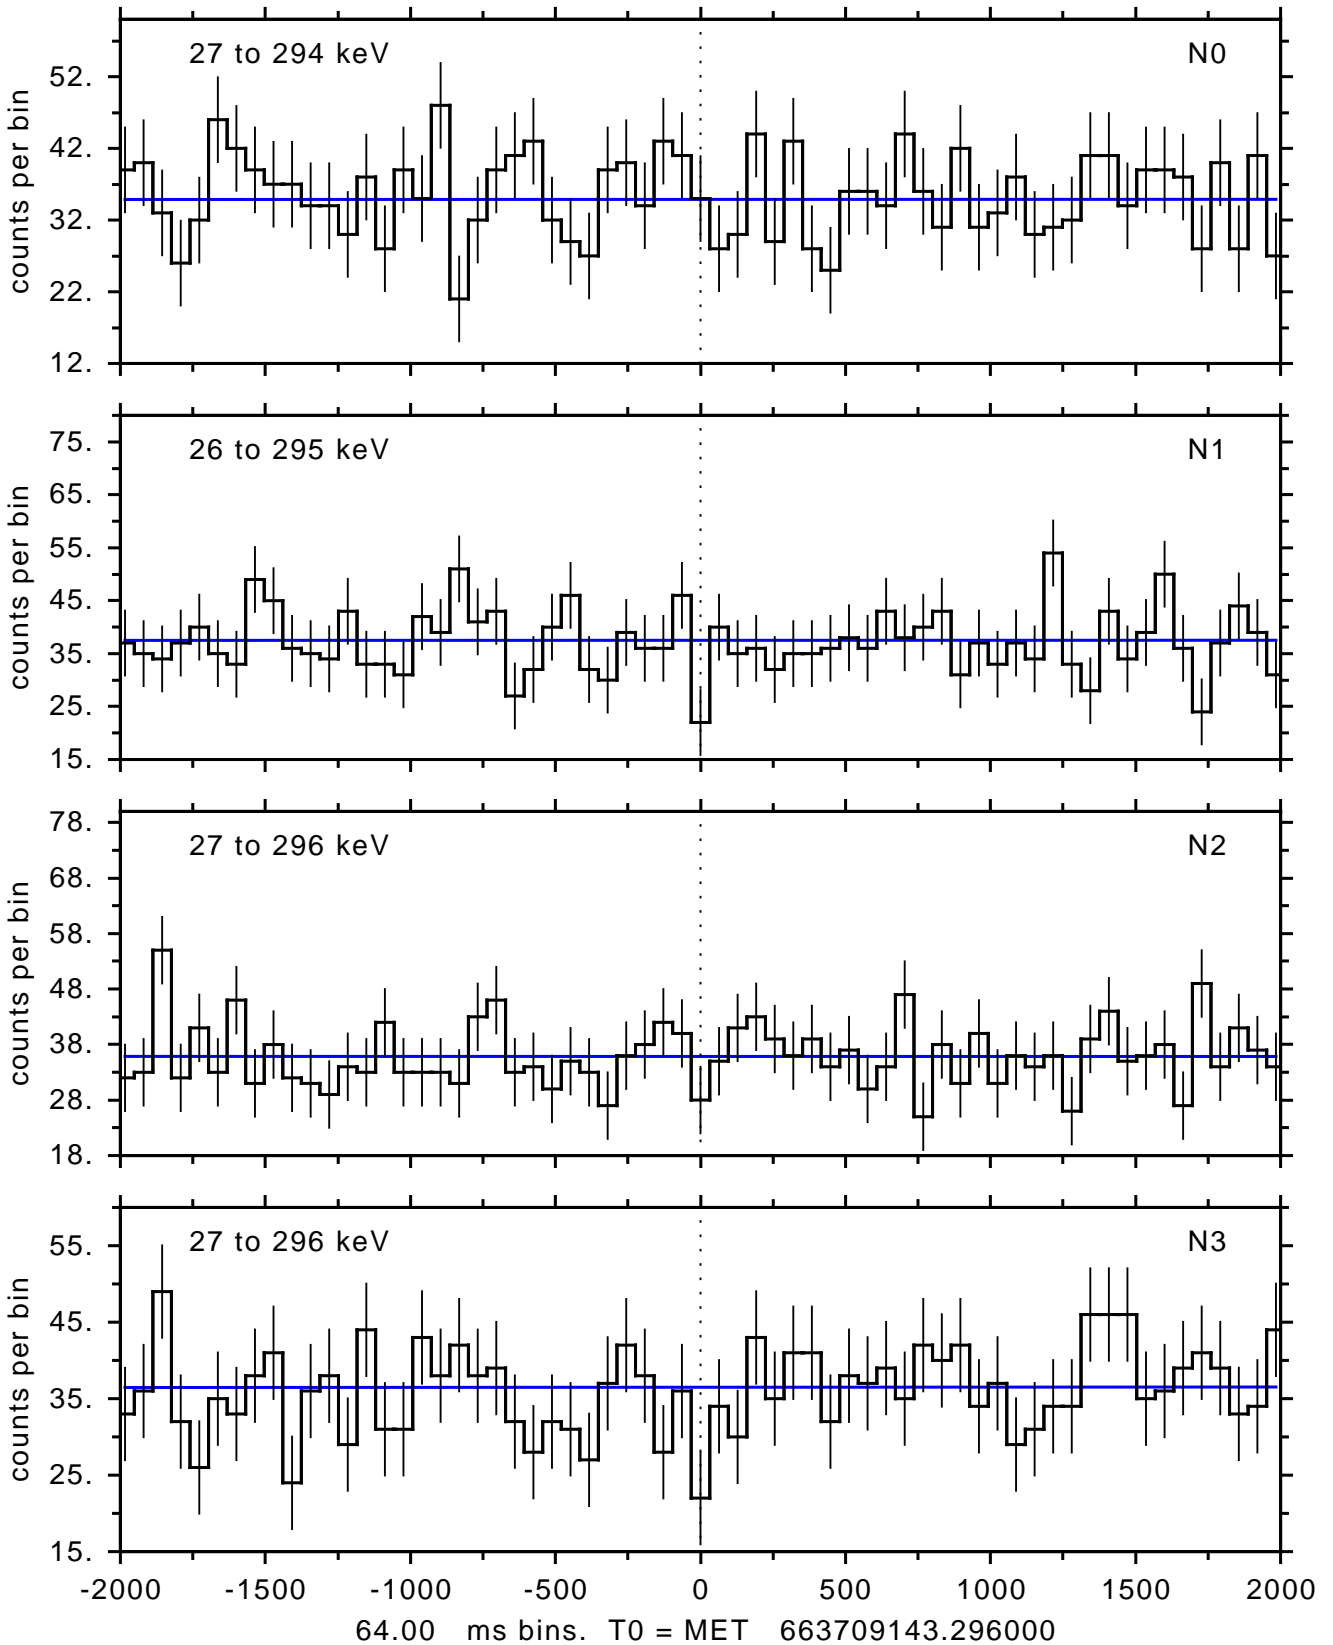 27 to 294 keV N0
52.
42.
counts per bin
32.
22.
12.
26 to 295 keV N1
75.
65.
55.
counts per bin
45.
35.
25.
15.
27 to 296 keV N2
78.
68.
58.
counts per bin
48.
38.
28.
18.
27 to 296 keV N3
55.
45.
counts per bin
35.
25.
15.
-2000 -1500 -1000 -500 0 500 1000 1500 2000
64.00 ms bins. T0 = MET 663709143.296000